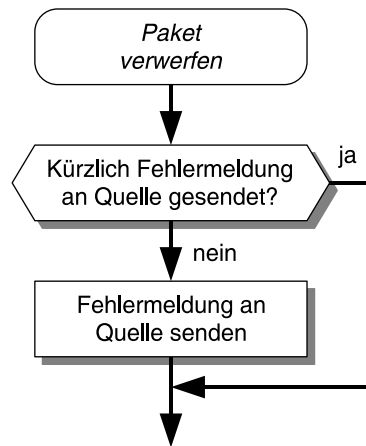 Paket
verwerfen
Kürzlich Fehlermeldung
an Quelle gesendet?
ja
nein
Fehlermeldung an
Quelle senden